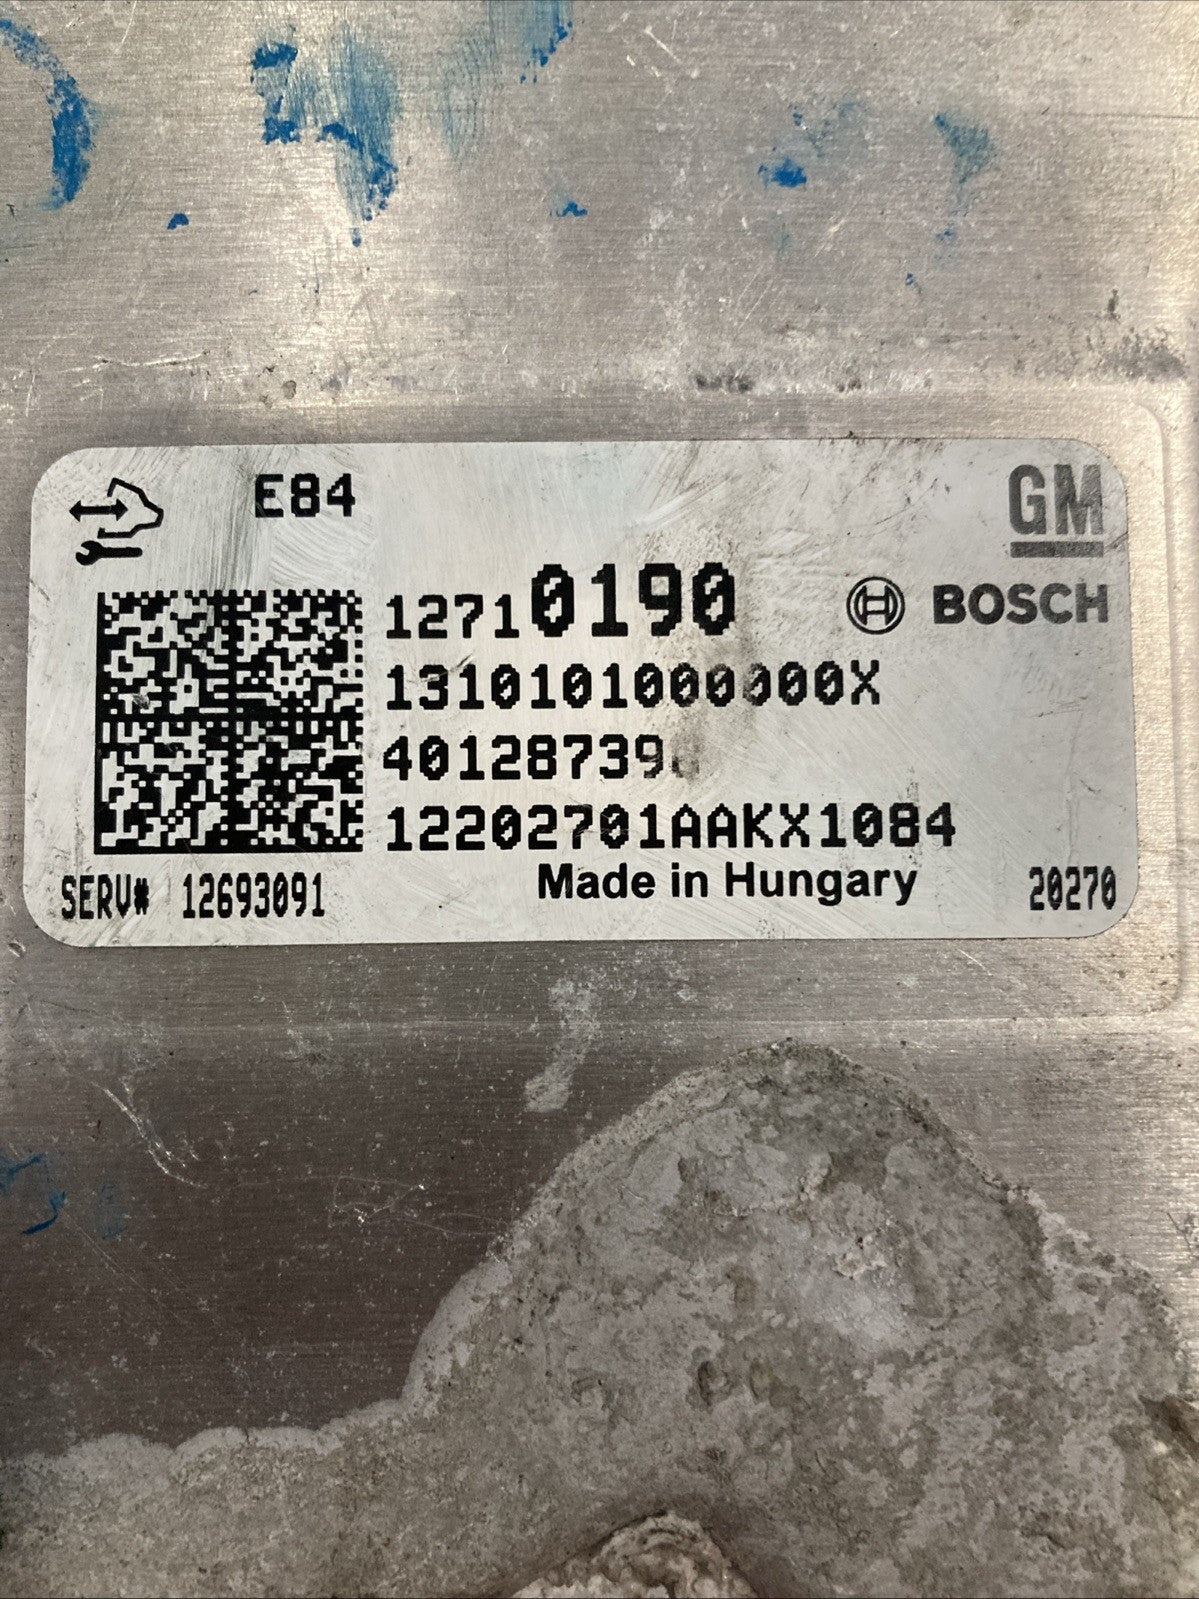 E84
GM
12710190
BOSCH
1310101000000X
40128739
12202701AAKX1084
Made in Hungary
SERV# 12693091
20270